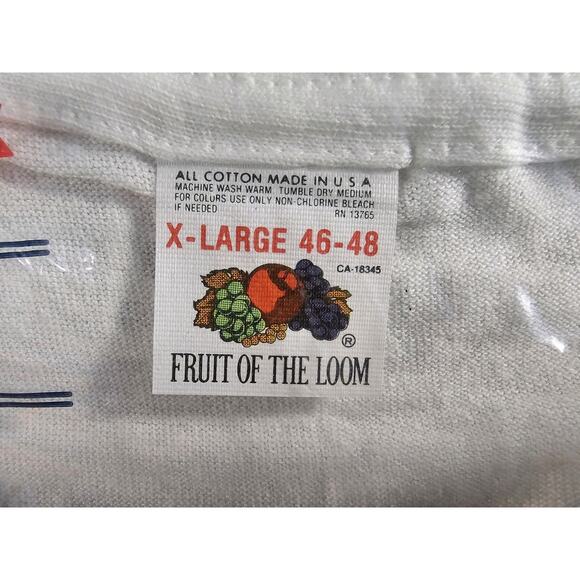 ALL COTTON MADE IN U S A
MACHINE WASH WARM. TUMBLE DRY MEDIUM.
FOR COLORS USE ONLY NON-CHLORINE BLEACH
IF NEEDED RN 13765
X-LARGE 46-48
CA-18345
®
FRUIT OF THE LOOM